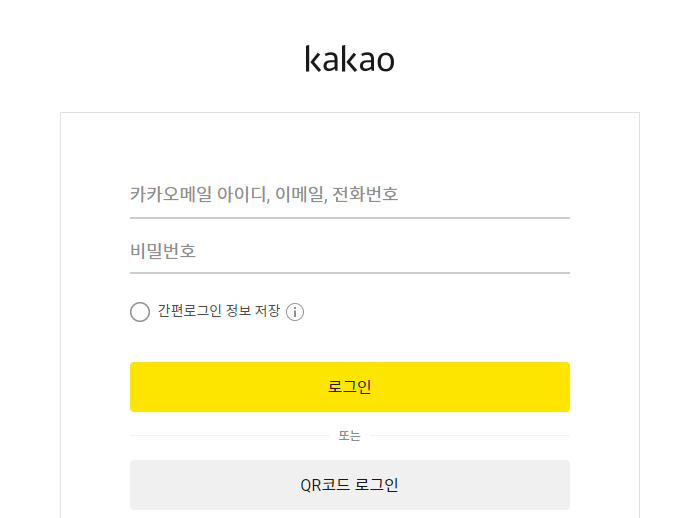 kakao
카카오메일 아이디, 이메일, 전화번호
비밀번호
간편로그인 정보 저장
로그인
또는
QR코드 로그인